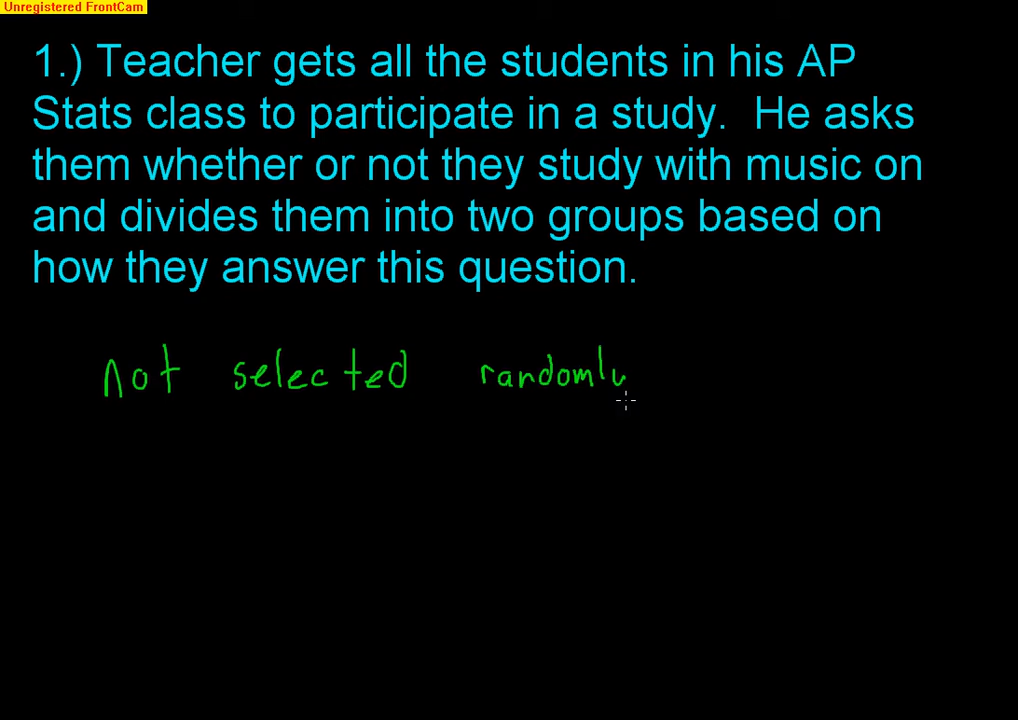 Unregistered FrontCam
1.) Teacher gets all the students in his AP
Stats class to participate in a study. He asks
them whether or not they study with music on
and divides them into two groups based on
how they answer this question.
not selected randomly